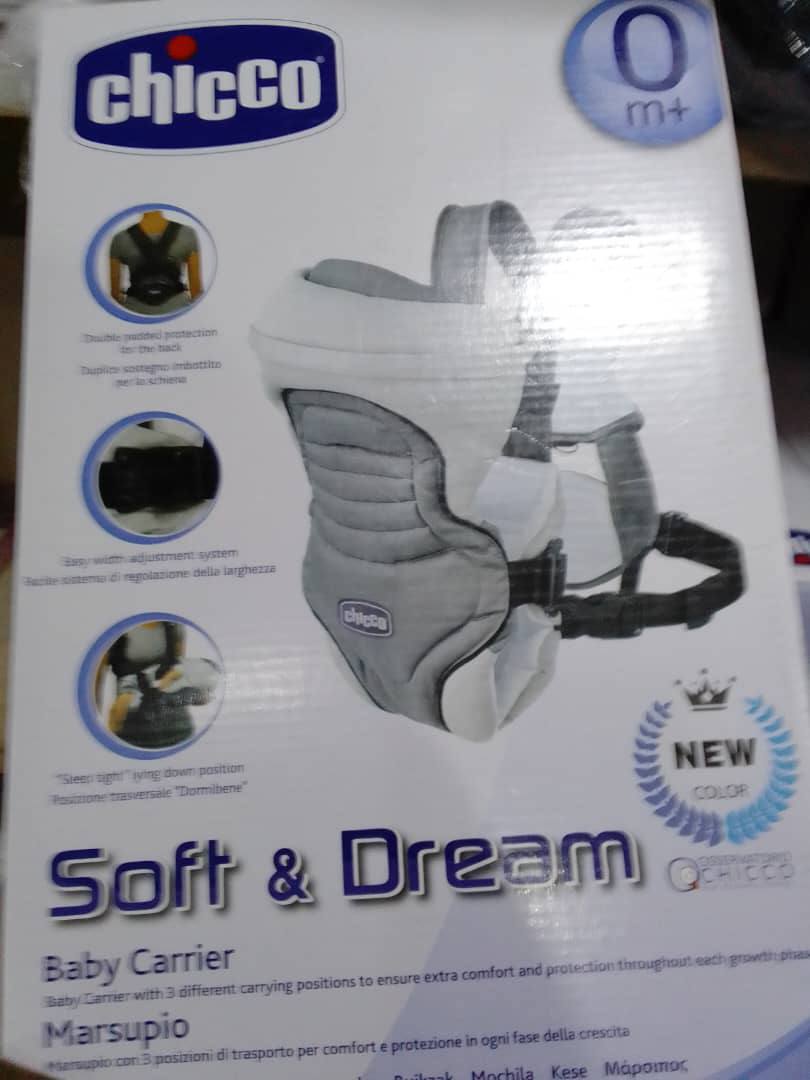 chicco
0
m+
Double padded protection
for the back
Duplice sostegno imbottito
per la schiena
Easy width adjustment system
Facile sistema di regolazione della larghezza
chicco
"Sleep tight" lying down position
Posizione trasversale "Dormibene"
NEW
COLOR
Soft & Dream
OSSERVATORIO
CHICCO
Baby Carrier
Baby Carrier with 3 different carrying positions to ensure extra comfort and protection throughout each growth phas
Marsupio
Marsupio con 3 posizioni di trasporto per comfort e protezione in ogni fase della crescita
Mochila Kese Μάρσιπος